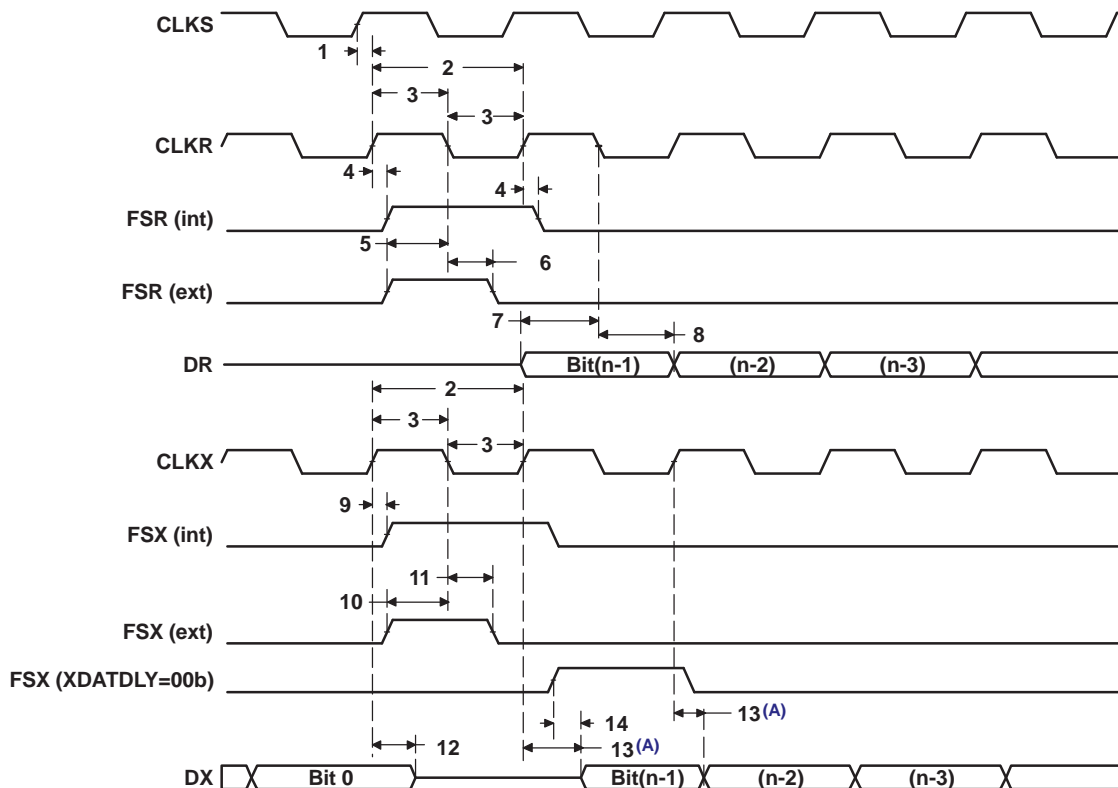 CLKS
1
2
3
3
CLKR
4
4
FSR (int)
5
6
FSR (ext)
7
8
DR
Bit(n-1)
(n-2)
(n-3)
2
3
3
CLKX
9
FSX (int)
11
10
FSX (ext)
FSX (XDATDLY=00b)
13(A)
14
12
13(A)
DX
Bit 0
Bit(n-1)
(n-2)
(n-3)